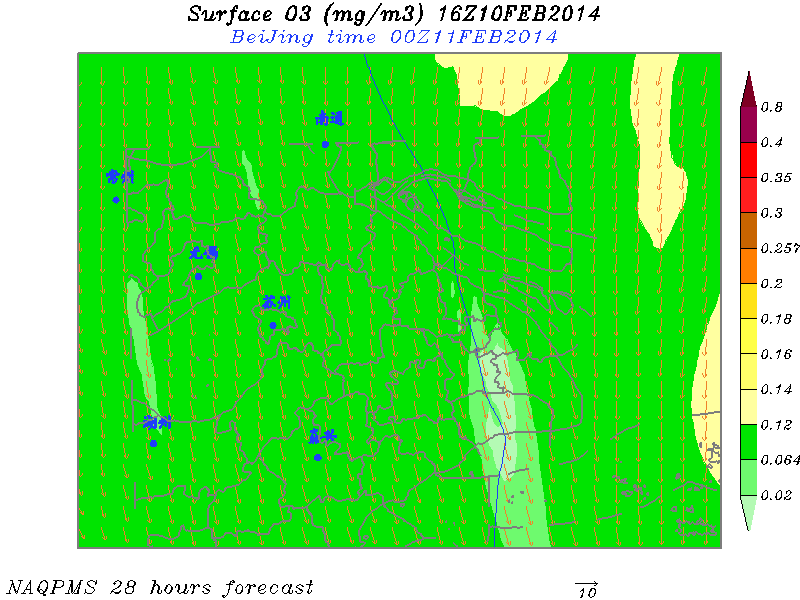 Surface O3 (mg/m3) 16Z10FEB2014
BeiJing time 00Z11FEB2014
南通
常州
无锡
苏州
湖州
嘉兴
0.8
0.4
0.35
0.3
0.257
0.2
0.18
0.16
0.14
0.12
0.064
0.02
NAQPMS 28 hours forecast
10